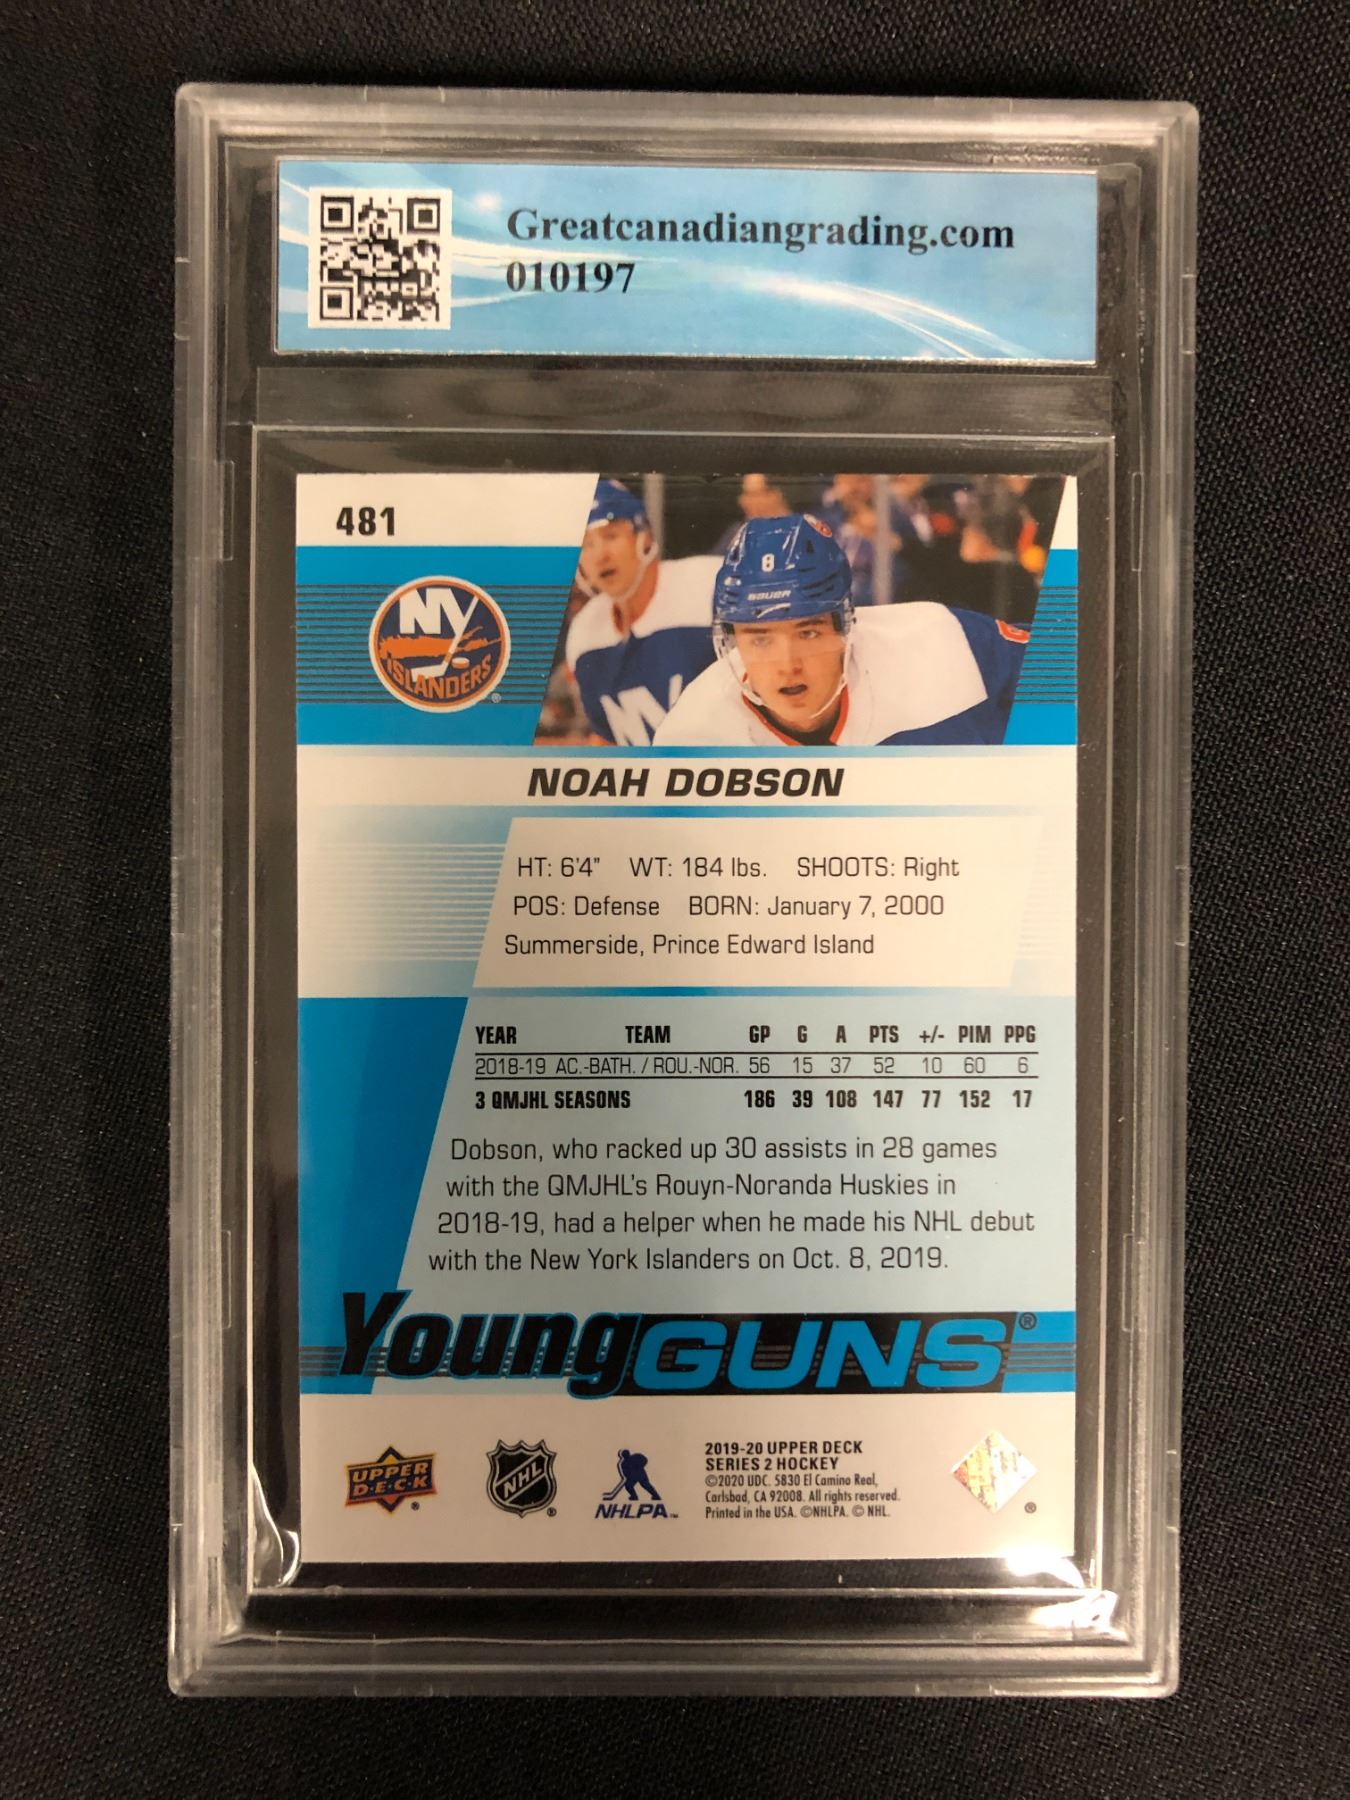 Greatcanadiangrading.com
010197
481
NY
ISLANDERS
®
8
BAUER
NOAH DOBSON
HT: 6'4" WT: 184 lbs. SHOOTS: Right
POS: Defense BORN: January 7, 2000
Summerside, Prince Edward Island
YEAR TEAM GP G A PTS +/- PIM PPG
2018-19 AC.-BATH. / ROU.-NOR. 56 15 37 52 10 60 6
3 QMJHL SEASONS 186 39 108 147 77 152 17
Dobson, who racked up 30 assists in 28 games
with the QMJHL's Rouyn-Noranda Huskies in
2018-19, had a helper when he made his NHL debut
with the New York Islanders on Oct. 8, 2019.
Young GUNS®
UPPER
D·E·C·K
®
NHL
®
NHLPA™
2019-20 UPPER DECK
SERIES 2 HOCKEY
©2020 UDC. 5830 El Camino Real,
Carlsbad, CA 92008. All rights reserved.
Printed in the USA. ©NHLPA. © NHL.
®